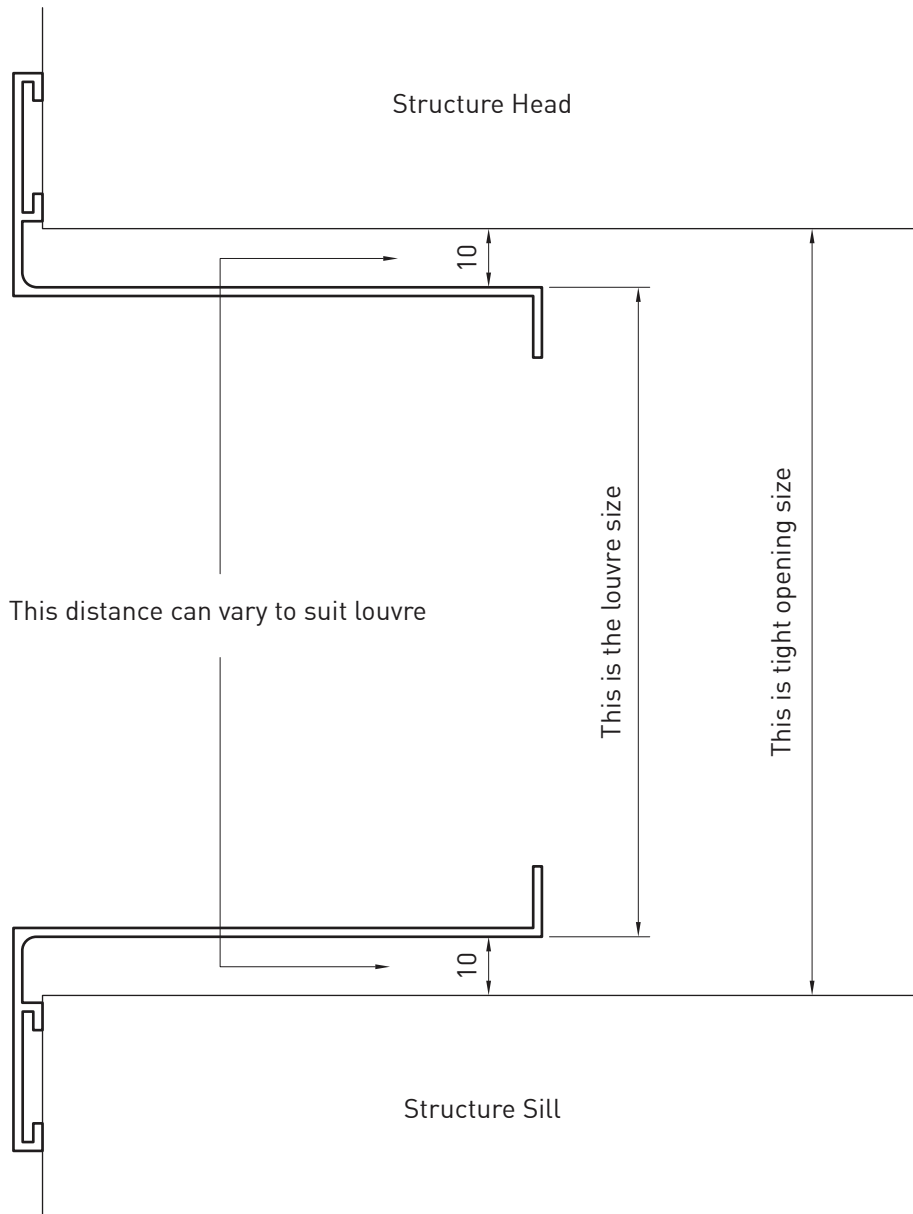 Structure Head
10
This is the louvre size
This is tight opening size
This distance can vary to suit louvre
10
Structure Sill